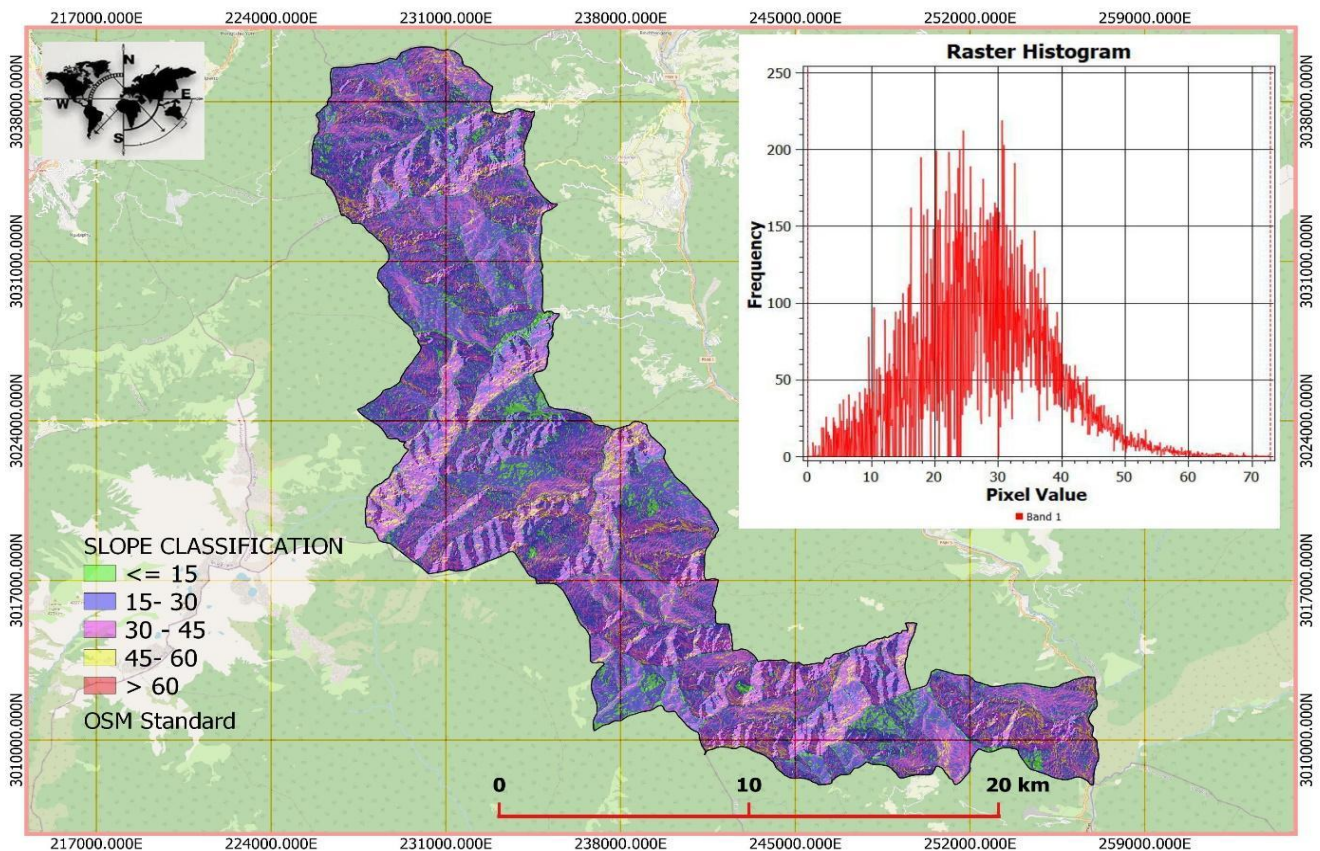 217000.000E 224000.000E 231000.000E 238000.000E 245000.000E 252000.000E 259000.000E
N
W
E
S
3038000.000N
3031000.000N
3024000.000N
3017000.000N
3010000.000N
Raster Histogram
250
200
150
100
50
0
Frequency
0 10 20 30 40 50 60 70
Pixel Value
Band 1
3038000.000N
3031000.000N
3024000.000N
3017000.000N
3010000.000N
SLOPE CLASSIFICATION
<= 15
15- 30
30 - 45
45- 60
> 60
OSM Standard
0 10 20 km
217000.000E 224000.000E 231000.000E 238000.000E 245000.000E 252000.000E 259000.000E